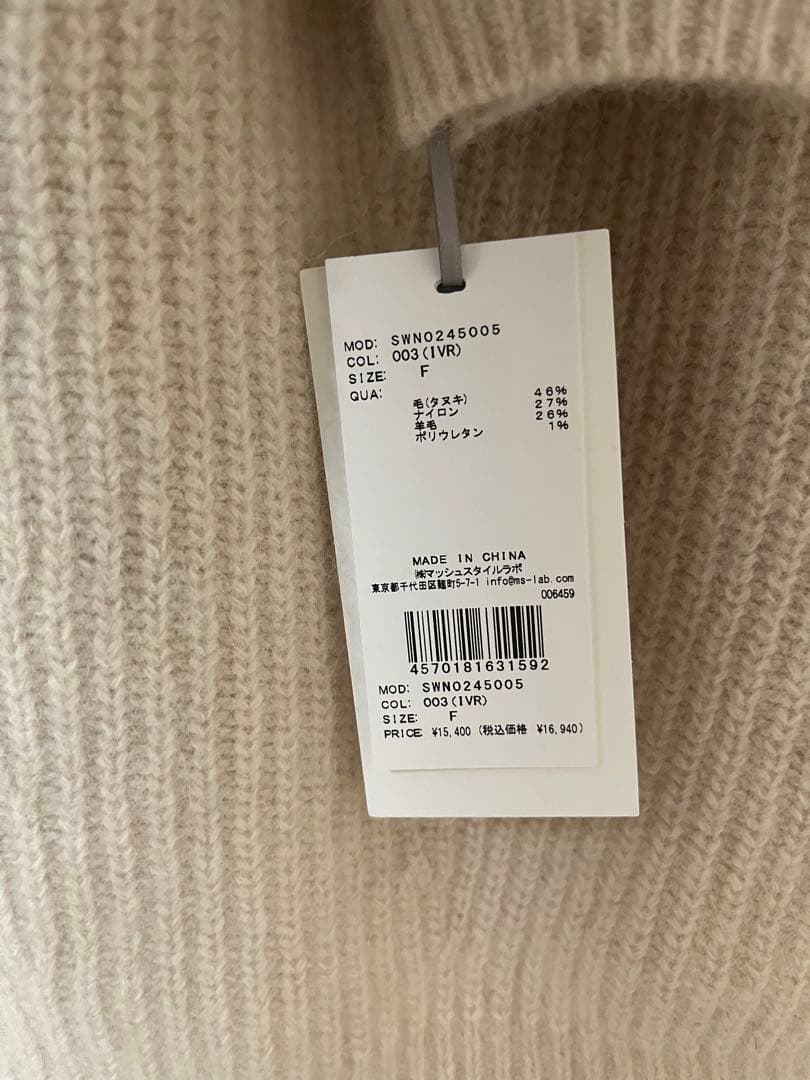 MOD: SWN0245005
COL: 003(IVR)
SIZE: F
QUA:
毛(タヌキ) 46%
ナイロン 27%
羊毛 26%
ポリウレタン 1%
MADE IN CHINA
㈱マッシュスタイルラボ
東京都千代田区麹町5-7-1 info@ms-lab.com
006459
4570181631592
MOD: SWN0245005
COL: 003(IVR)
SIZE: F
PRICE ¥15,400 (税込価格 ¥16,940)